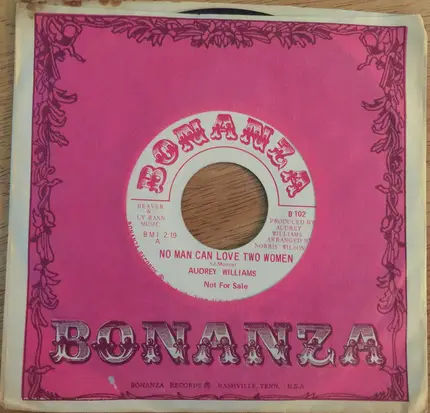 BONANZA
BEAVER
&
LY-RANN
MUSIC
BMI 2:19
A
B 102
PRODUCED BY
AUDREY
WILLIAMS
ARRANGED BY
NORRIS WILSON
NO MAN CAN LOVE TWO WOMEN
AUDREY WILLIAMS
Not For Sale
BONANZA
BONANZA RECORDS ® NASHVILLE, TENN. U.S.A